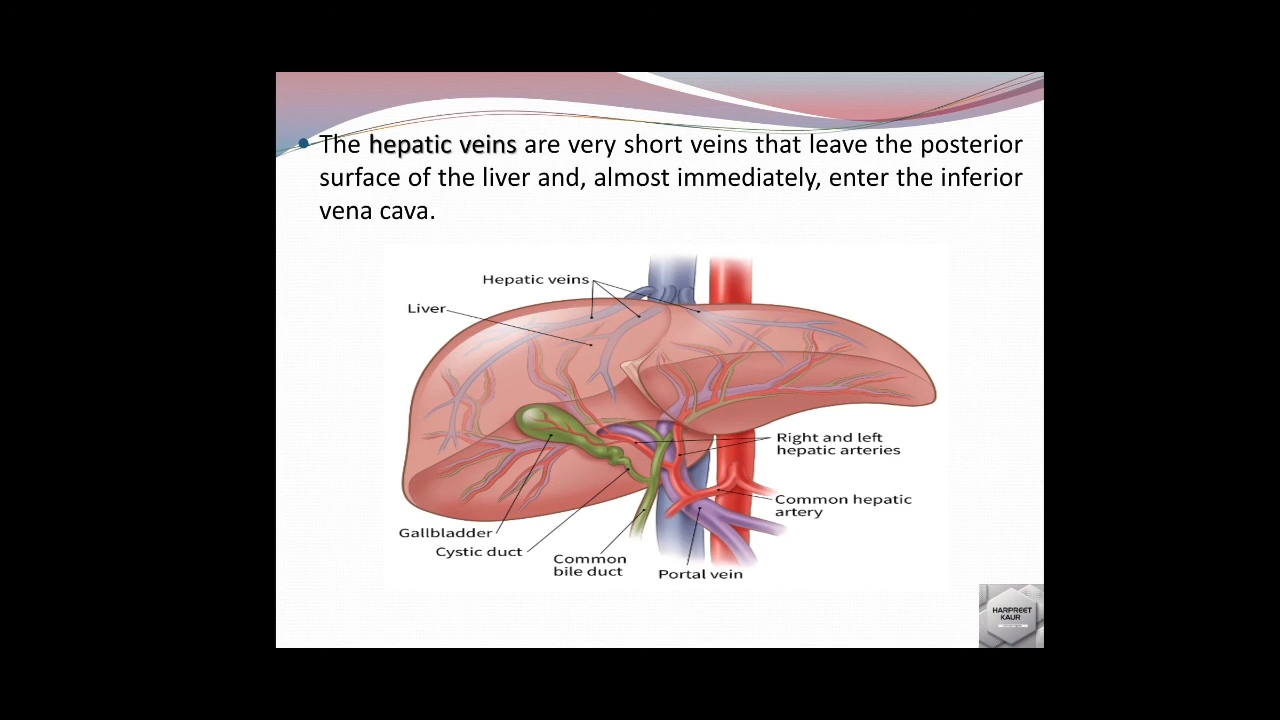 The hepatic veins are very short veins that leave the posterior
surface of the liver and, almost immediately, enter the inferior
vena cava.
Hepatic veins
Liver
Right and left
hepatic arteries
Common hepatic
artery
Gallbladder
Cystic duct
Common
bile duct
Portal vein
HARPREET
KAUR